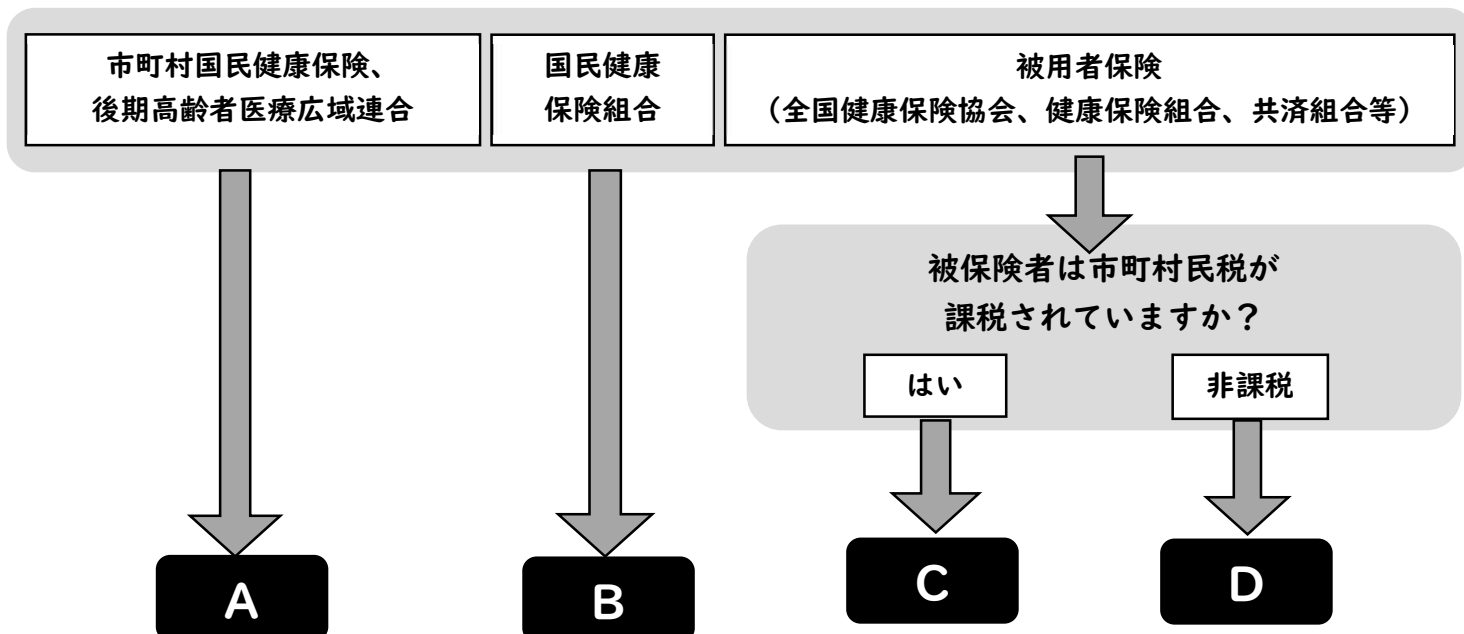 市町村国民健康保険、
後期高齢者医療広域連合
国民健康
保険組合
被用者保険
（全国健康保険協会、健康保険組合、共済組合等）
被保険者は市町村民税が
課税されていますか？
はい
非課税
A
B
C
D